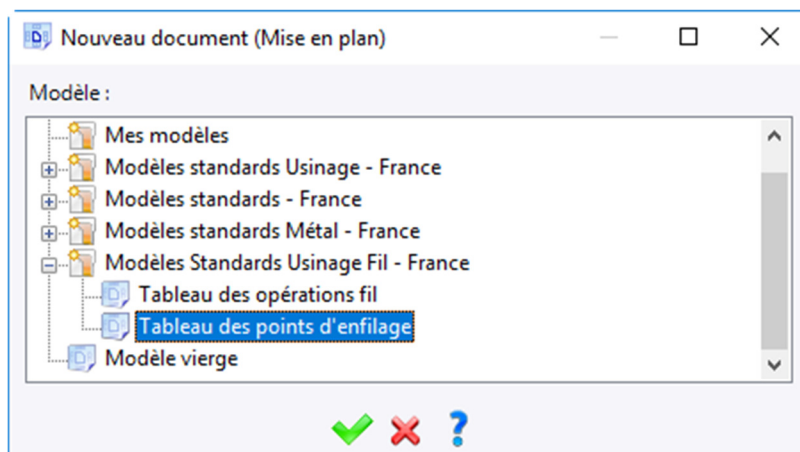 Nouveau document (Mise en plan)
Modèle :
Mes modèles
Modèles standards Usinage - France
Modèles standards - France
Modèles standards Métal - France
Modèles Standards Usinage Fil - France
Tableau des opérations fil
Tableau des points d'enfilage
Modèle vierge